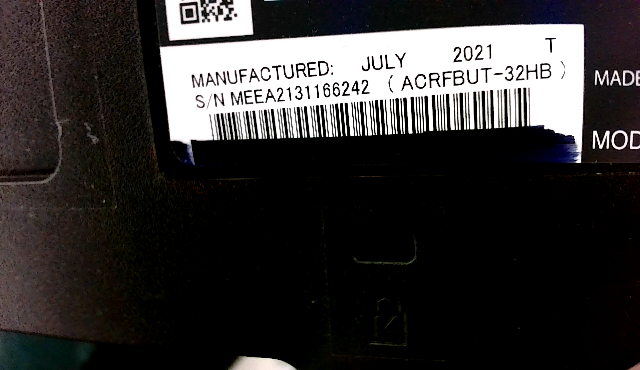 MANUFACTURED: JULY 2021 T
S/N MEEA2131166242 ( ACRFBUT-32HB )
MADE
MOD